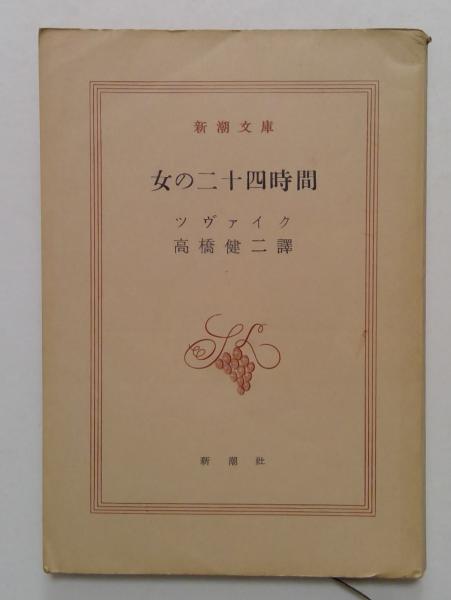 新潮文庫
女の二十四時間
ツヴァイク
高橋健二譯
新潮社